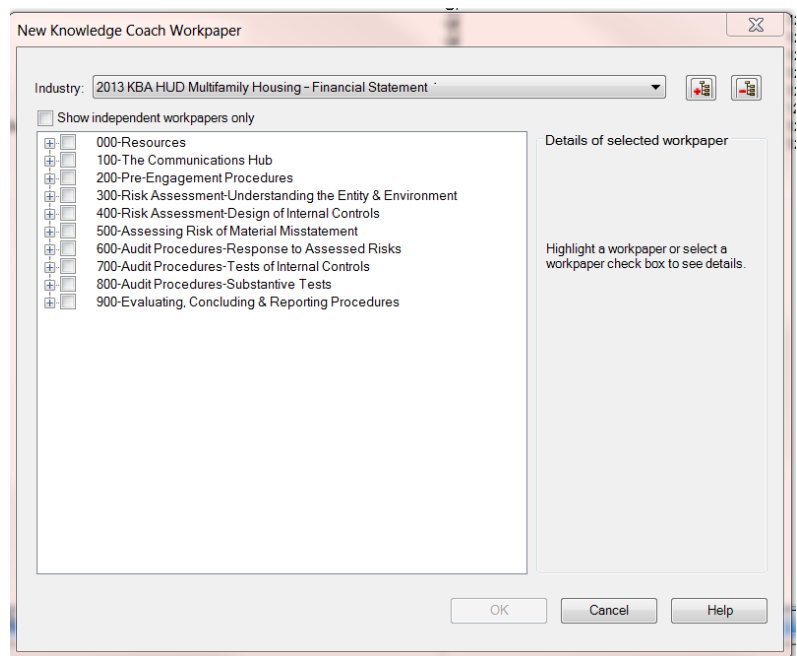 New Knowledge Coach Workpaper
Industry: 2013 KBA HUD Multifamily Housing – Financial Statement
Show independent workpapers only
000-Resources
100-The Communications Hub
200-Pre-Engagement Procedures
300-Risk Assessment-Understanding the Entity & Environment
400-Risk Assessment-Design of Internal Controls
500-Assessing Risk of Material Misstatement
600-Audit Procedures-Response to Assessed Risks
700-Audit Procedures-Tests of Internal Controls
800-Audit Procedures-Substantive Tests
900-Evaluating, Concluding & Reporting Procedures
Details of selected workpaper
Highlight a workpaper or select a
workpaper check box to see details.
OK Cancel Help